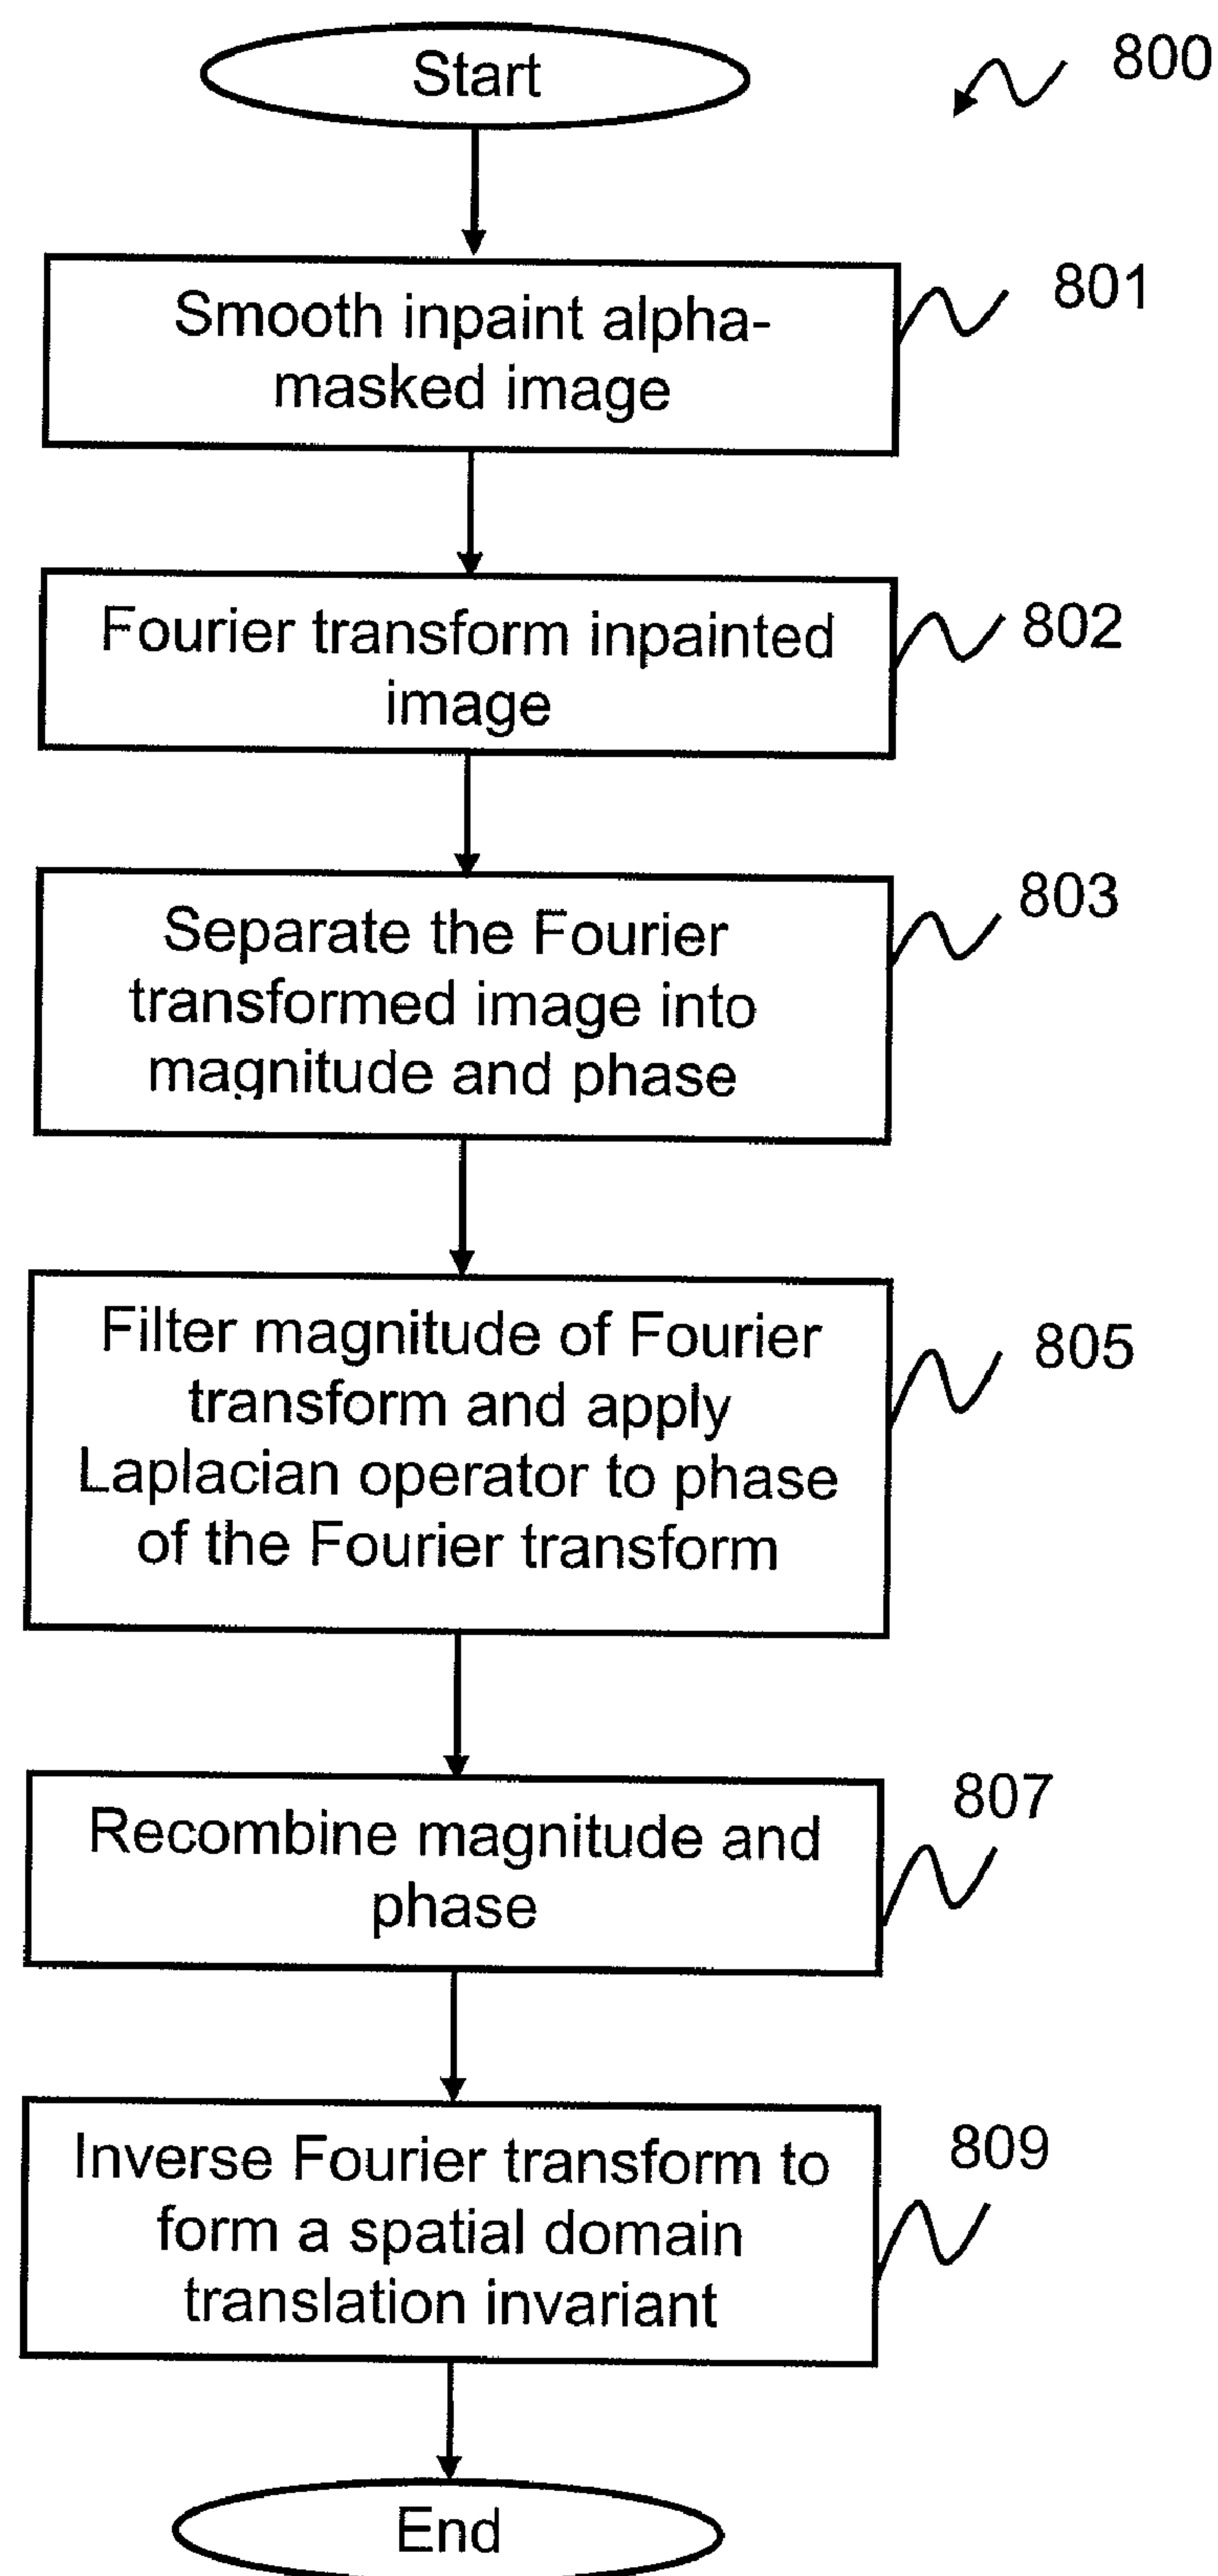 Start
800
Smooth inpaint alpha-
masked image
801
Fourier transform inpainted
image
802
Separate the Fourier
transformed image into
magnitude and phase
803
Filter magnitude of Fourier
transform and apply
Laplacian operator to phase
of the Fourier transform
805
Recombine magnitude and
phase
807
Inverse Fourier transform to
form a spatial domain
translation invariant
809
End